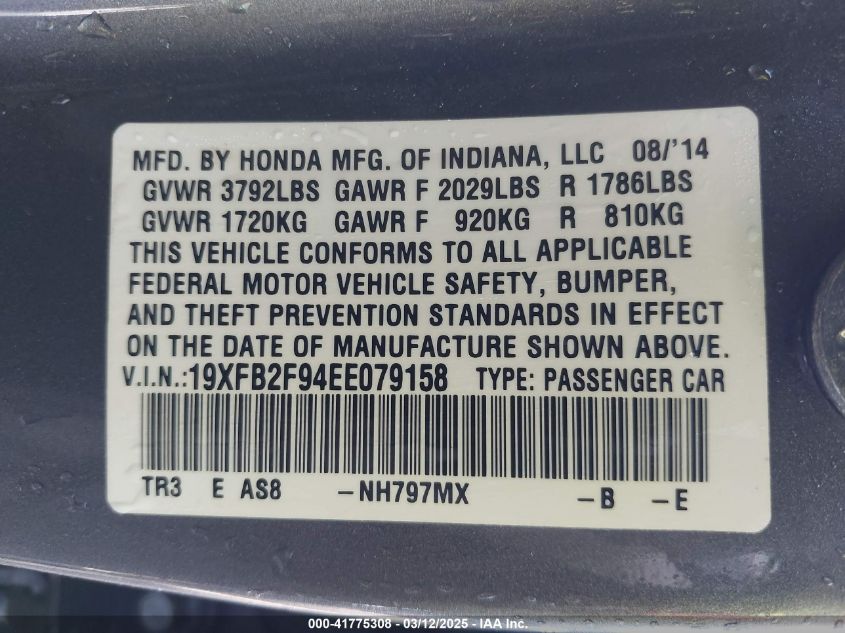 MFD. BY HONDA MFG. OF INDIANA, LLC 08/'14
GVWR 3792LBS GAWR F 2029LBS R 1786LBS
GVWR 1720KG GAWR F 920KG R 810KG
THIS VEHICLE CONFORMS TO ALL APPLICABLE
FEDERAL MOTOR VEHICLE SAFETY, BUMPER,
AND THEFT PREVENTION STANDARDS IN EFFECT
ON THE DATE OF MANUFACTURE SHOWN ABOVE.
V.I.N.:19XFB2F94EE079158 TYPE: PASSENGER CAR
TR3 E AS8 -NH797MX -B -E
000-41775308 - 03/12/2025 - IAA Inc.